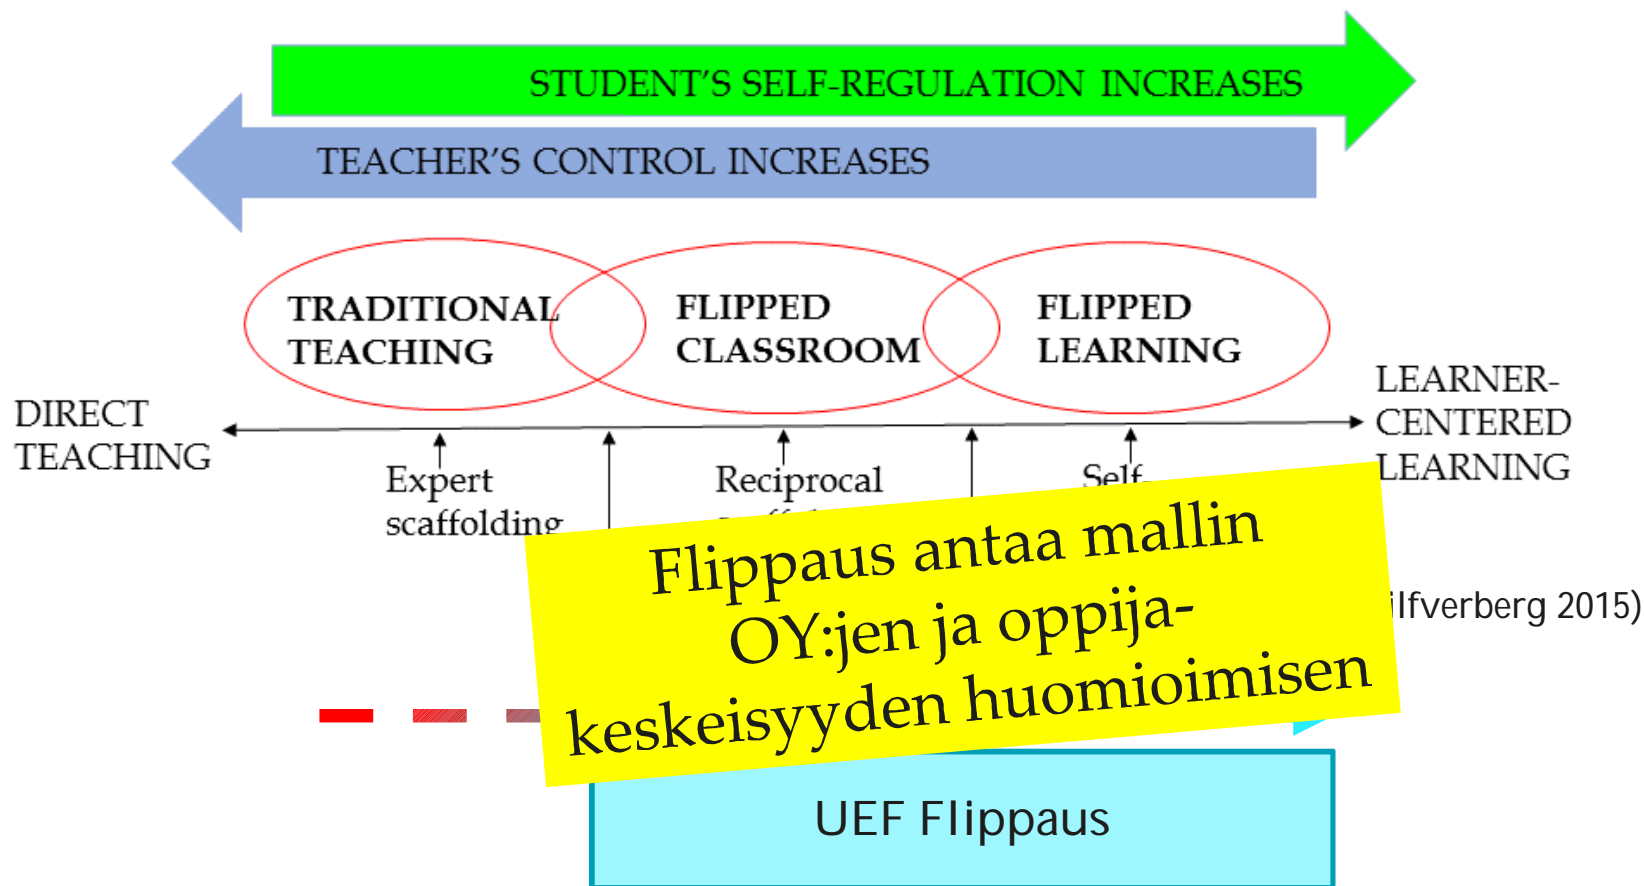 STUDENT'S SELF-REGULATION INCREASES
TEACHER'S CONTROL INCREASES
TRADITIONAL
TEACHING
FLIPPED
CLASSROOM
FLIPPED
LEARNING
DIRECT
TEACHING
LEARNER-
CENTERED
LEARNING
Expert
scaffolding
Reciprocal
Self-
Flippaus antaa mallin
OY:jen ja oppija-
keskeisyyden huomioimisen
2015)
UEF Flippaus